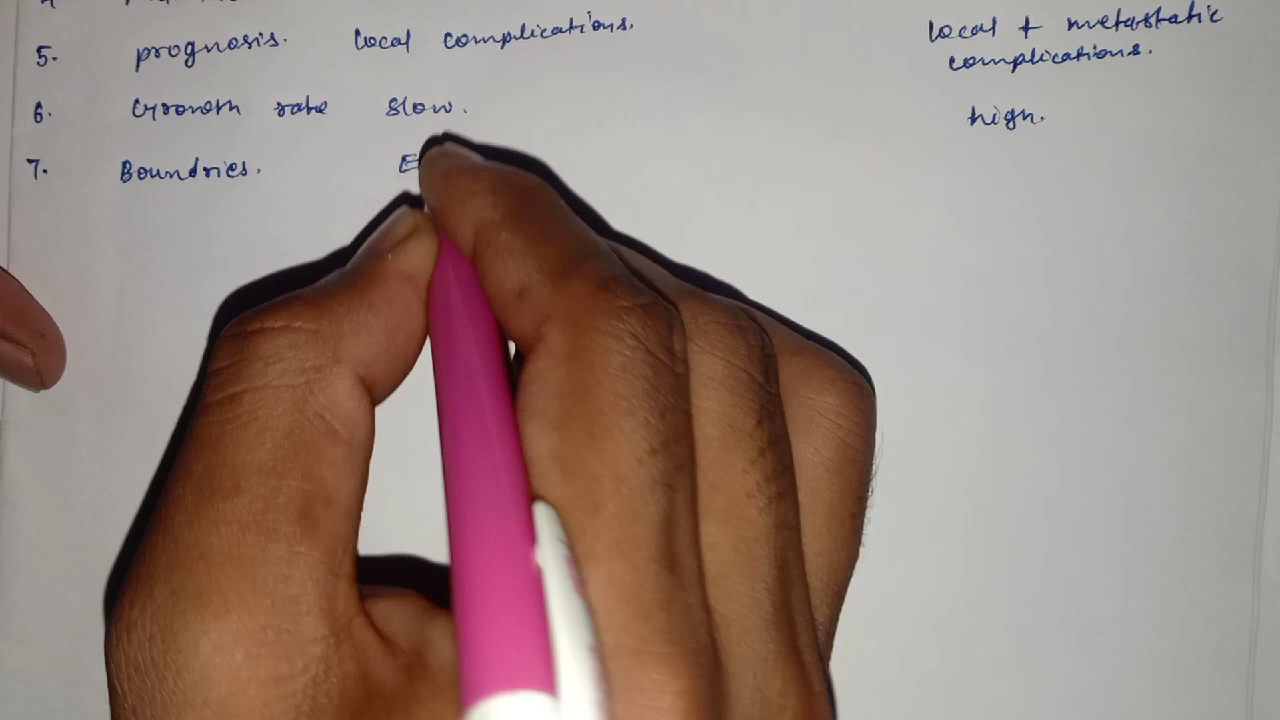 5. prognosis. local complications. local + metastatic
complications.
6. Growth rate slow. high.
7. Boundries. E